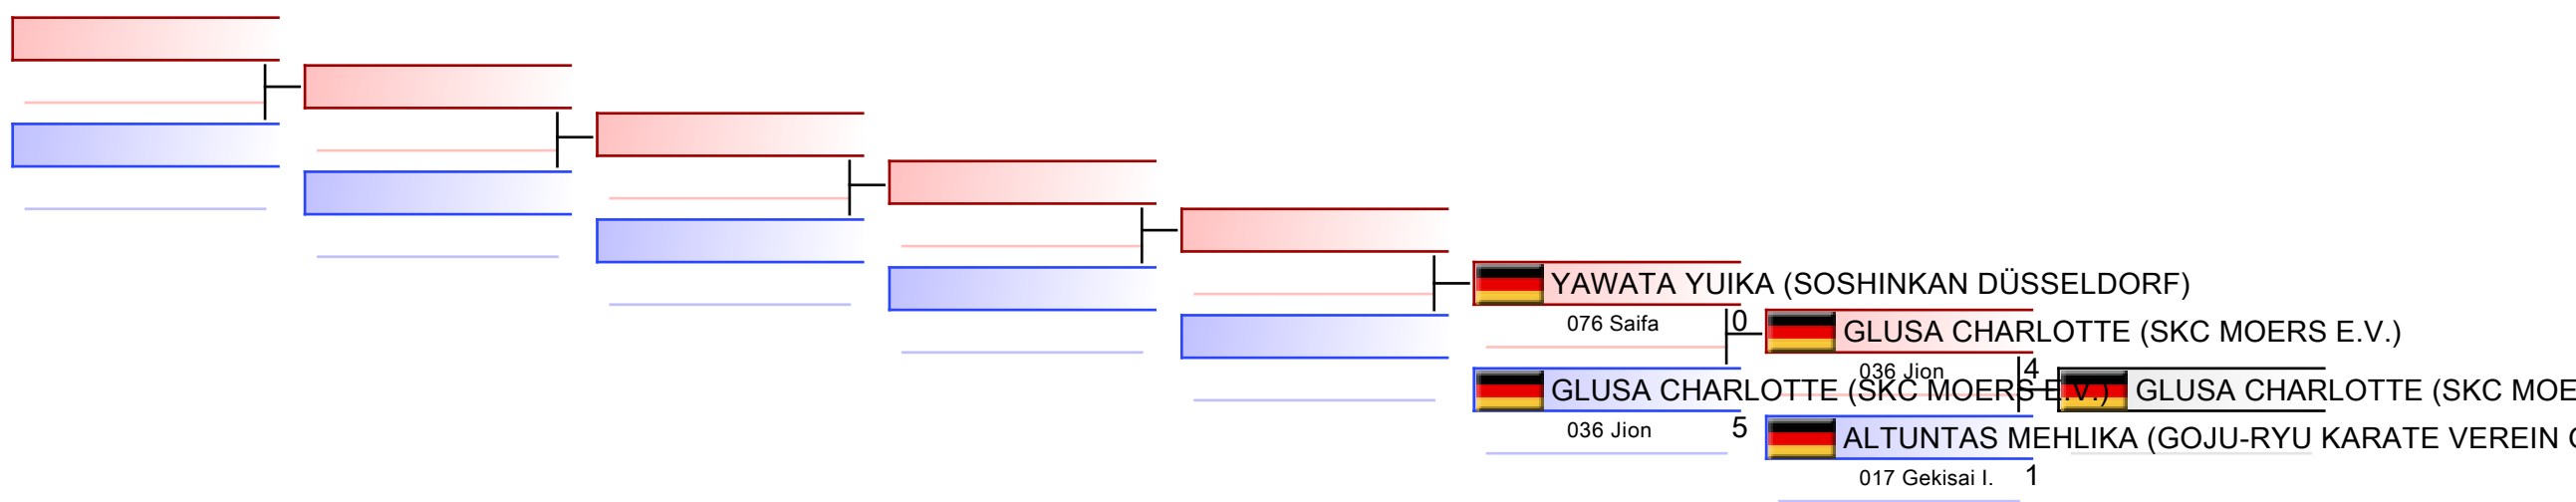 YAWATA YUIKA (SOSHINKAN DÜSSELDORF)
076 Saifa 0
GLUSA CHARLOTTE (SKC MOERS E.V.)
036 Jion 5
GLUSA CHARLOTTE (SKC MOERS E.V.)
036 Jion 4
ALTUNTAS MEHLIKA (GOJU-RYU KARATE VEREIN
017 Gekisai I. 1
GLUSA CHARLOTTE (SKC MOE